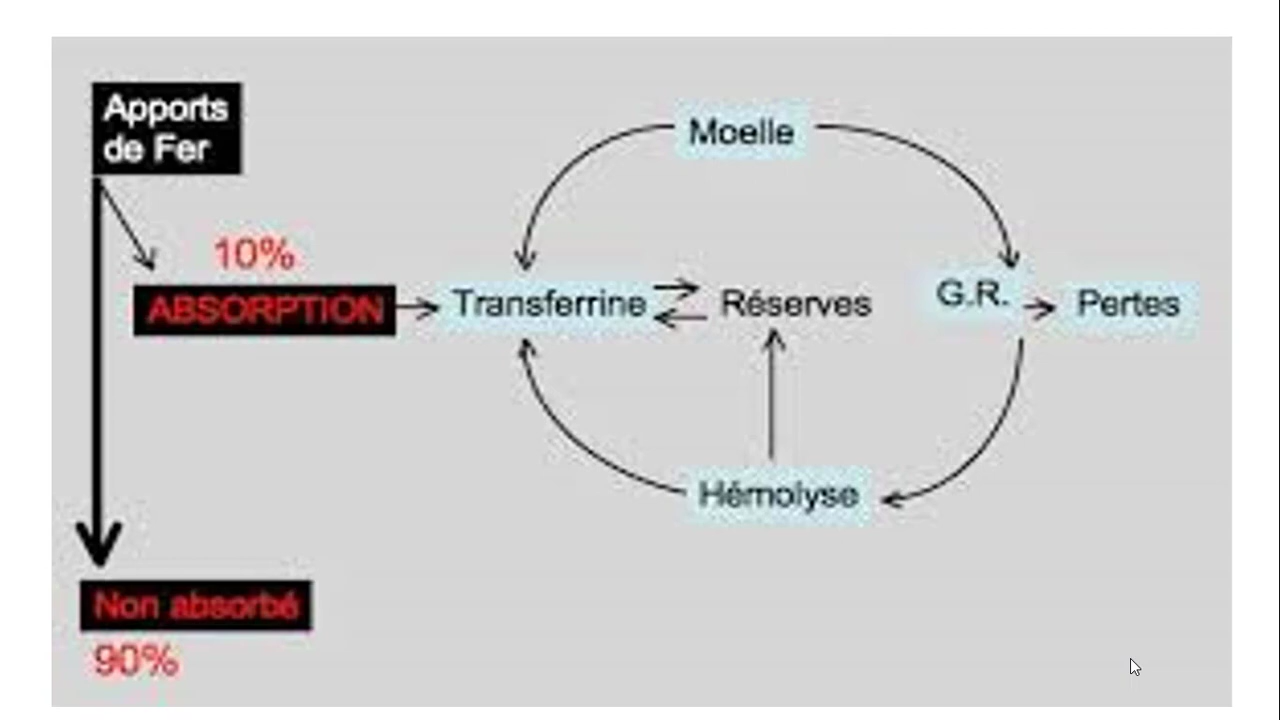 Apports
de Fer
Moelle
10%
ABSORPTION
Transferrine
Réserves
G.R.
Pertes
Hémolyse
Non absorbé
90%